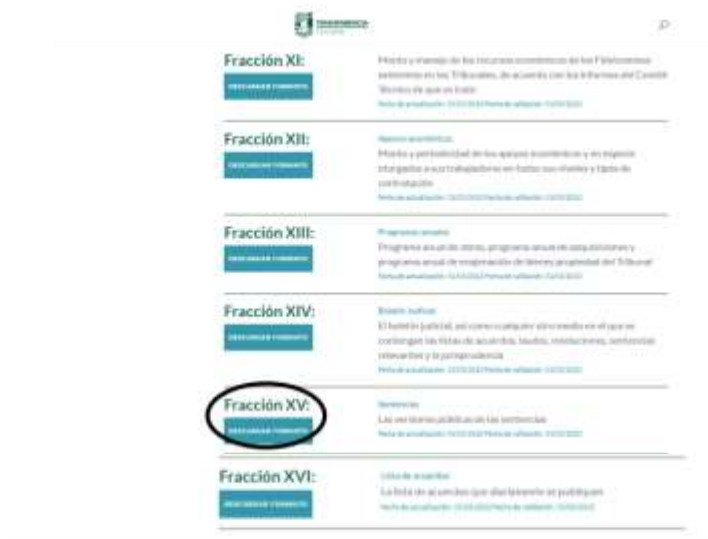 TRANSPARENCIA
Fracción XI:
DESCARGAR FORMATO
Monto y manejo de los recursos económicos de los Fideicomisos
existentes en los Tribunales, de acuerdo con los informes del Comité
Técnico de que se trate
Fracción XII:
DESCARGAR FORMATO
Apoyos económicos
Monto y periodicidad de los apoyos económicos y en especie
otorgados a sus trabajadores en todos sus niveles y tipos de
contratación
Fracción XIII:
DESCARGAR FORMATO
Programa anuales
Programa anual de obras, programa anual de adquisiciones y
programa anual de enajenación de bienes propiedad del Tribunal
Fracción XIV:
DESCARGAR FORMATO
Boletín Judicial
El boletín judicial, así como cualquier otro medio en el que se
contengan las listas de acuerdos, laudos, resoluciones, sentencias
relevantes y la jurisprudencia
Fracción XV:
DESCARGAR FORMATO
Sentencias
Las versiones públicas de las sentencias
Fracción XVI:
DESCARGAR FORMATO
Lista de acuerdos
La lista de acuerdos que diariamente se publiquen